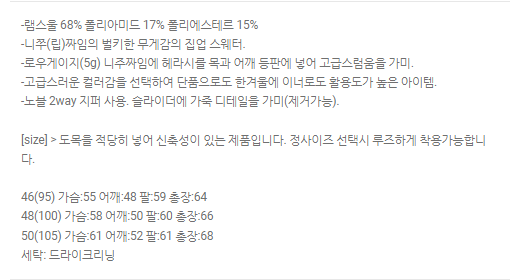 -램스울 68% 폴리아미드 17% 폴리에스테르 15%
-니쭈(립)짜임의 벌키한 무게감의 집업 스웨터.
-로우게이지(5g) 니주짜임에 헤라시를 목과 어깨 등판에 넣어 고급스럼움을 가미.
-고급스러운 컬러감을 선택하여 단품으로도 한겨울에 이너로도 활용도가 높은 아이템.
-노블 2way 지퍼 사용. 슬라이더에 가죽 디테일을 가미(제거가능).
[size] > 도목을 적당히 넣어 신축성이 있는 제품입니다. 정사이즈 선택시 루즈하게 착용가능합니
다.
46(95) 가슴:55 어깨:48 팔:59 총장:64
48(100) 가슴:58 어깨:50 팔:60 총장:66
50(105) 가슴:61 어깨:52 팔:61 총장:68
세탁: 드라이크리닝